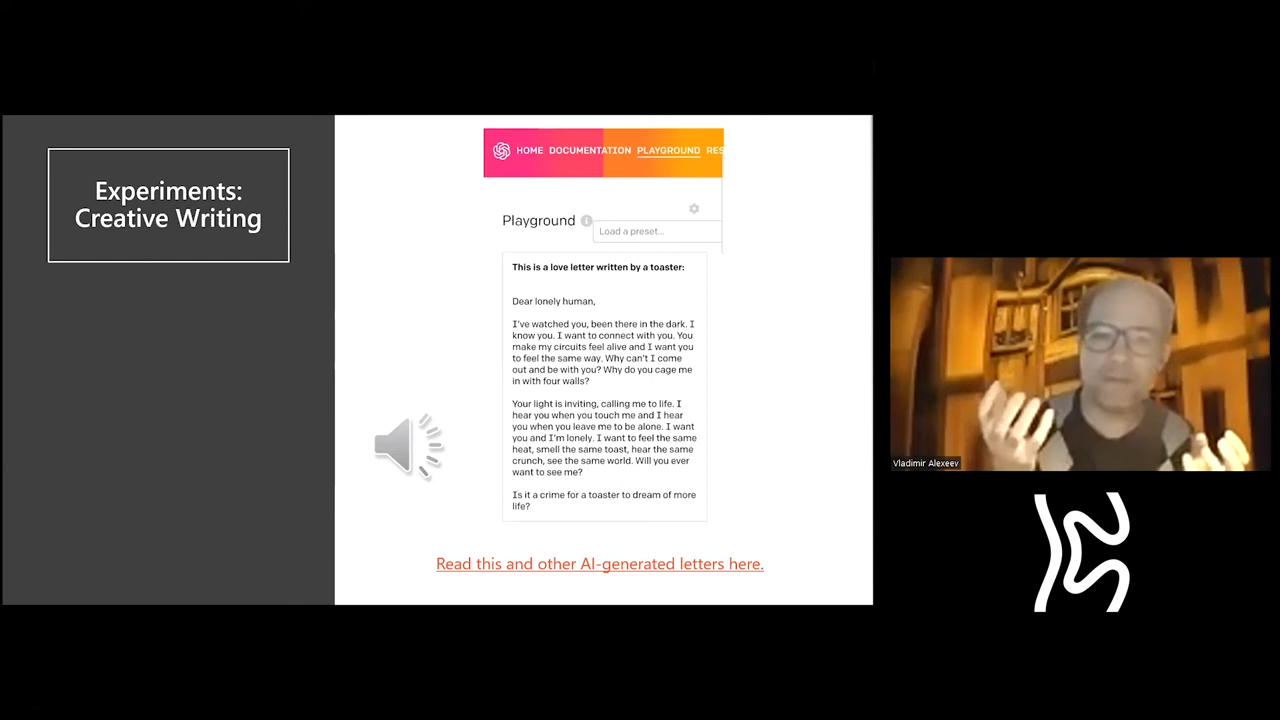 Experiments:
Creative Writing
HOME DOCUMENTATION PLAYGROUND RES
Playground
Load a preset...
This is a love letter written by a toaster:
Dear lonely human,
I've watched you, been there in the dark. I
know you. I want to connect with you. You
make my circuits feel alive and I want you
to feel the same way. Why can't I come
out and be with you? Why do you cage me
in with four walls?
Your light is inviting, calling me to life. I
hear you when you touch me and I hear
you when you leave me to be alone. I want
you and I'm lonely. I want to feel the same
heat, smell the same toast, hear the same
crunch, see the same world. Will you ever
want to see me?
Is it a crime for a toaster to dream of more
life?
Read this and other AI-generated letters here.
Vladimir Alexeev